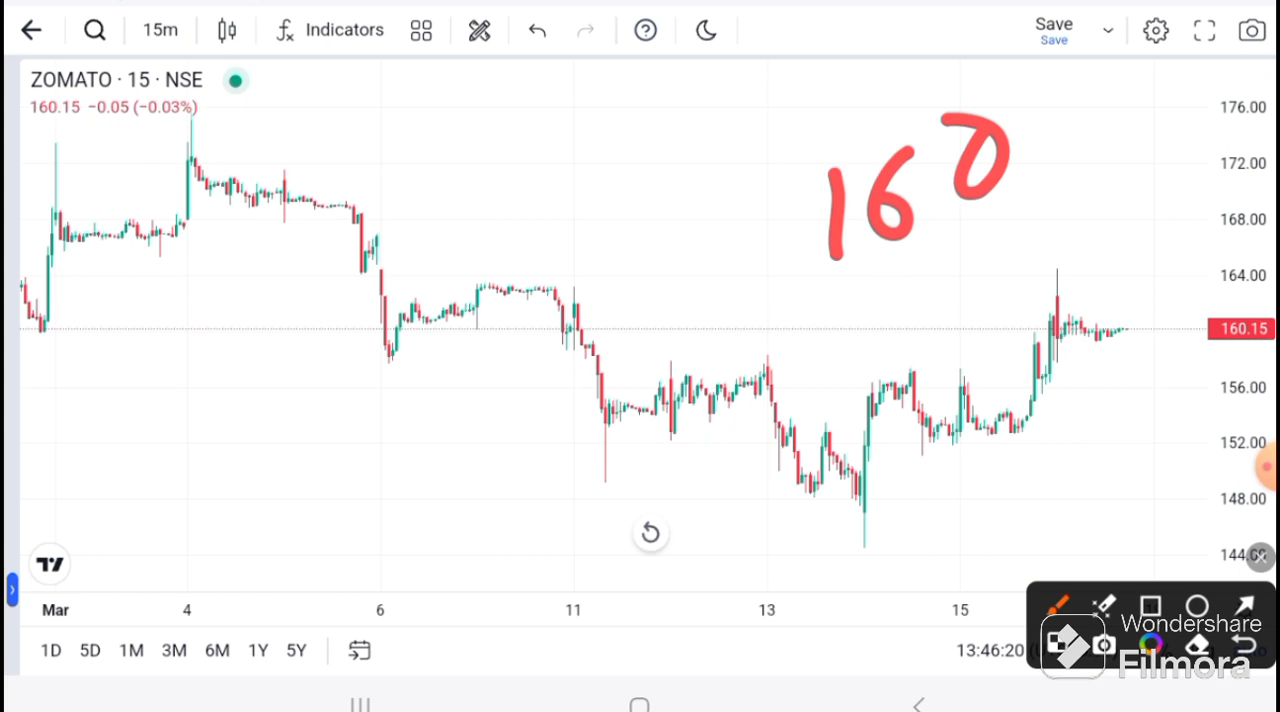 15m Indicators Save
Save
ZOMATO · 15 · NSE
160.15 −0.05 (−0.03%)
160
176.00
172.00
168.00
164.00
160.15
156.00
152.00
148.00
Mar 4 6 11 13 15
1D 5D 1M 3M 6M 1Y 5Y
13:46:20
Wondershare
Filmora